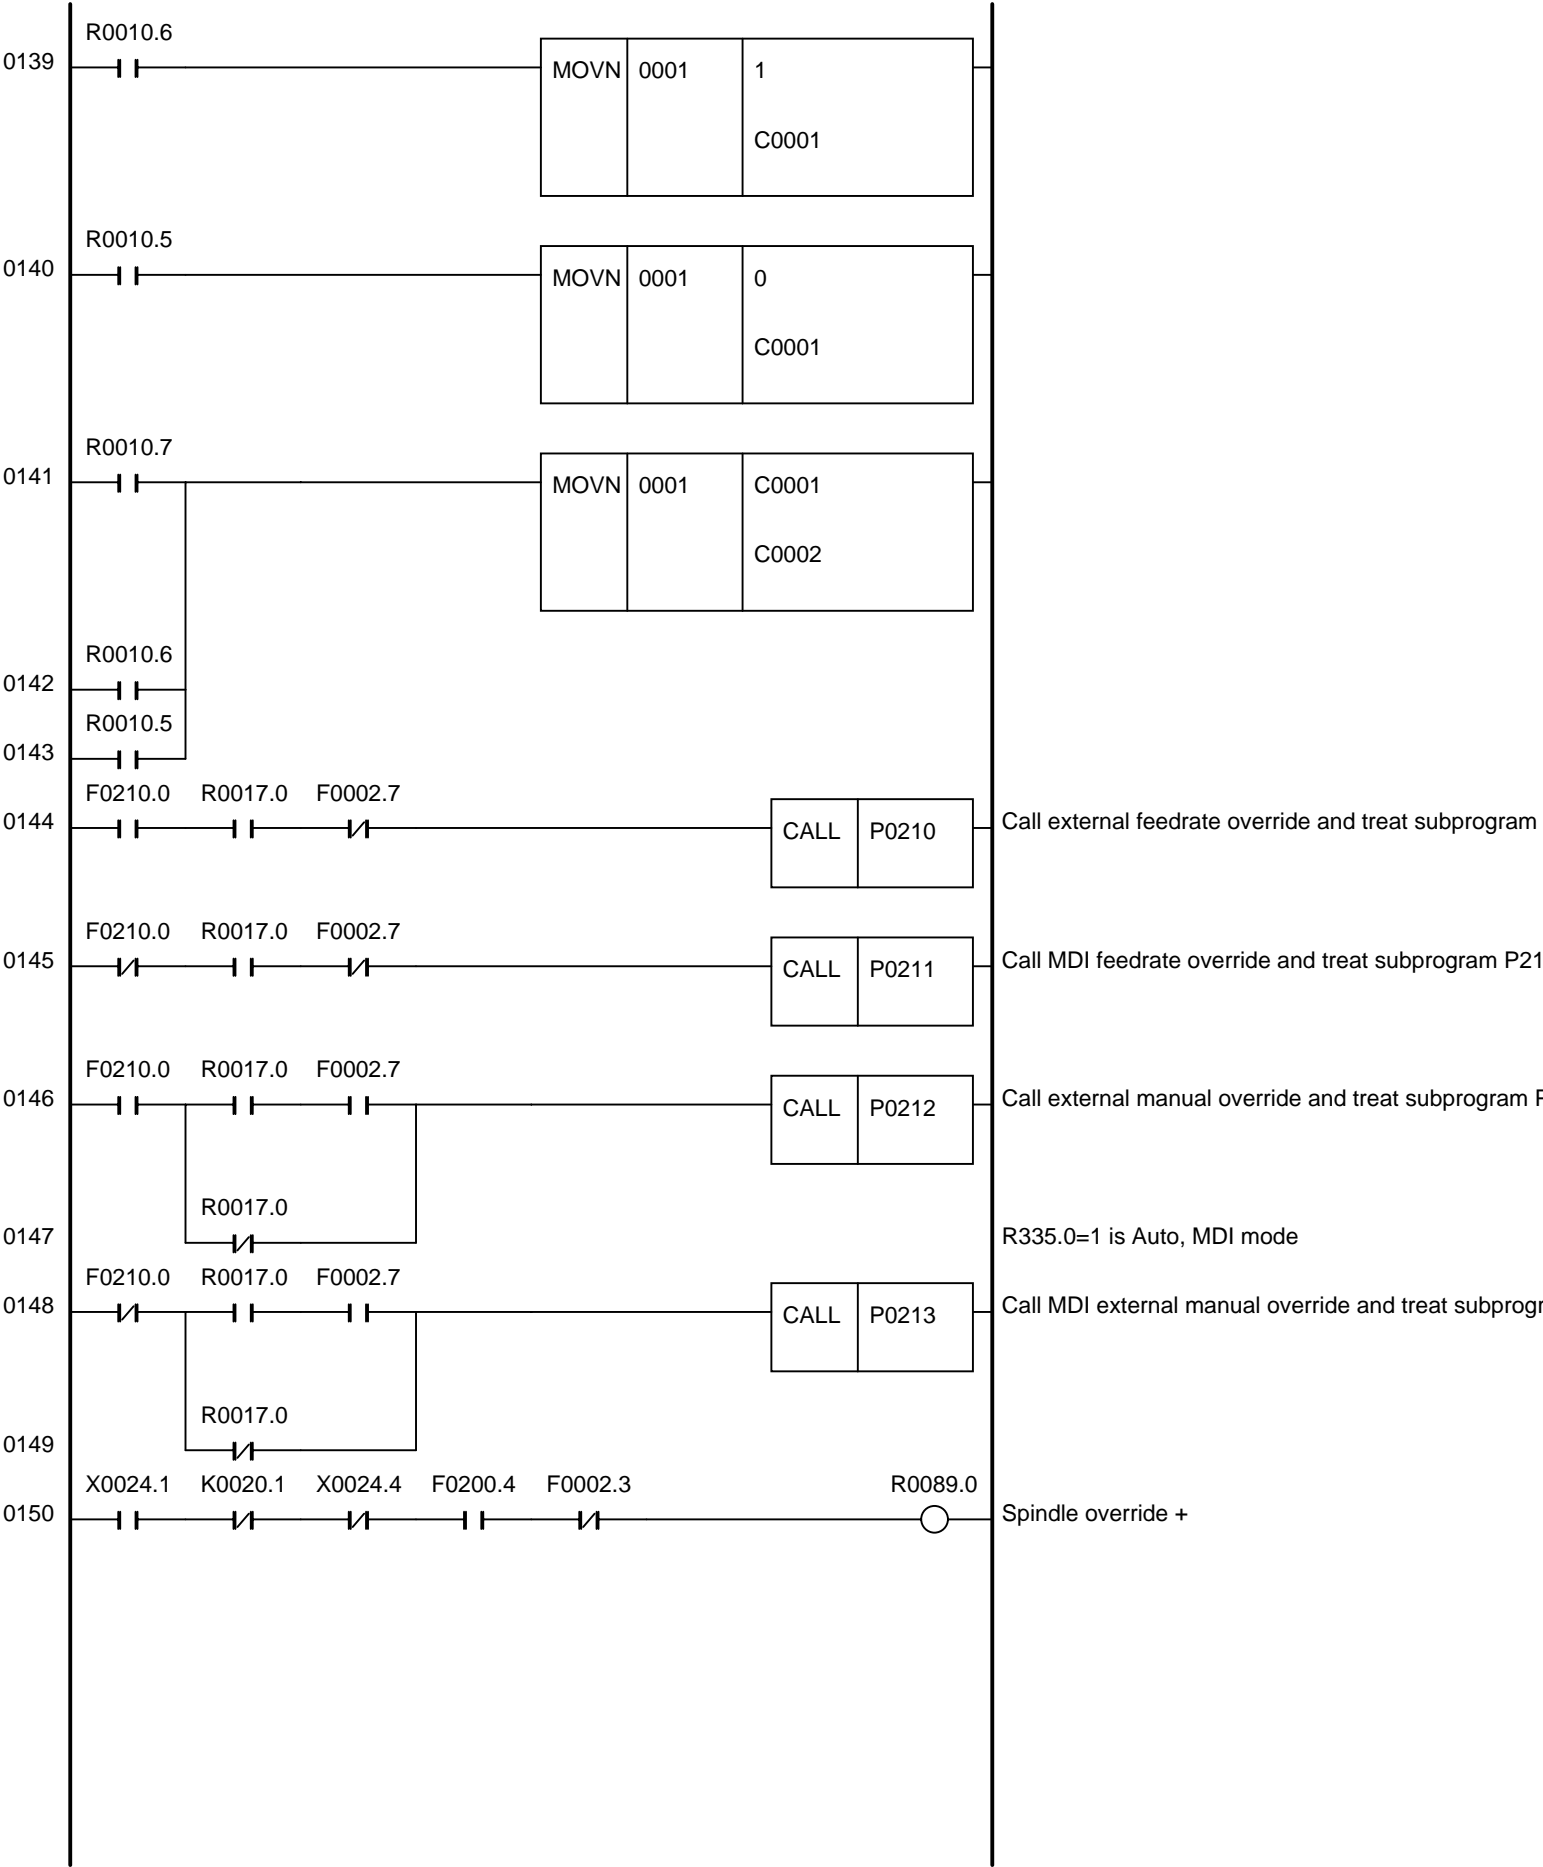 R0010.6
0139
MOVN 0001 1
C0001
R0010.5
0140
MOVN 0001 0
C0001
R0010.7
0141
MOVN 0001 C0001
C0002
R0010.6
0142
R0010.5
0143
F0210.0 R0017.0 F0002.7
0144
CALL P0210
Call external feedrate override and treat subprogram
F0210.0 R0017.0 F0002.7
0145
CALL P0211
Call MDI feedrate override and treat subprogram P21
F0210.0 R0017.0 F0002.7
0146
CALL P0212
Call external manual override and treat subprogram
R0017.0
0147
R335.0=1 is Auto, MDI mode
F0210.0 R0017.0 F0002.7
0148
CALL P0213
Call MDI external manual override and treat
R0017.0
0149
X0024.1 K0020.1 X0024.4 F0200.4 F0002.3 R0089.0
0150
Spindle override +